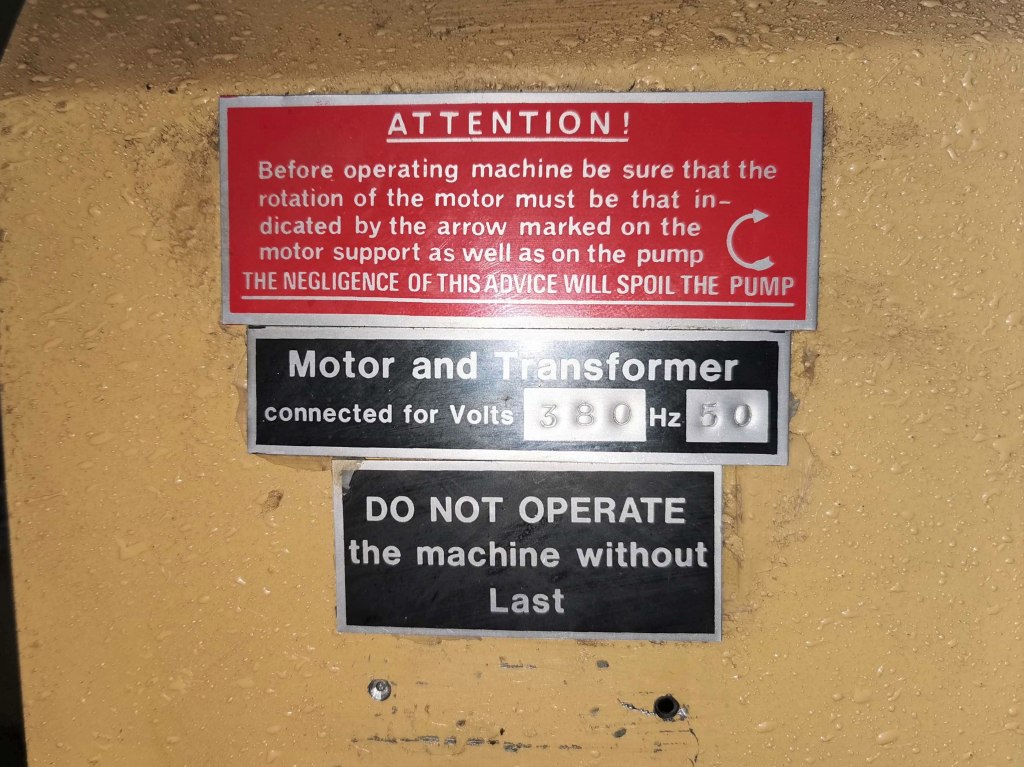 ATTENTION!
Before operating machine be sure that the
rotation of the motor must be that in-
dicated by the arrow marked on the
motor support as well as on the pump
THE NEGLIGENCE OF THIS ADVICE WILL SPOIL THE PUMP
Motor and Transformer
connected for Volts 380 Hz 50
DO NOT OPERATE
the machine without
Last